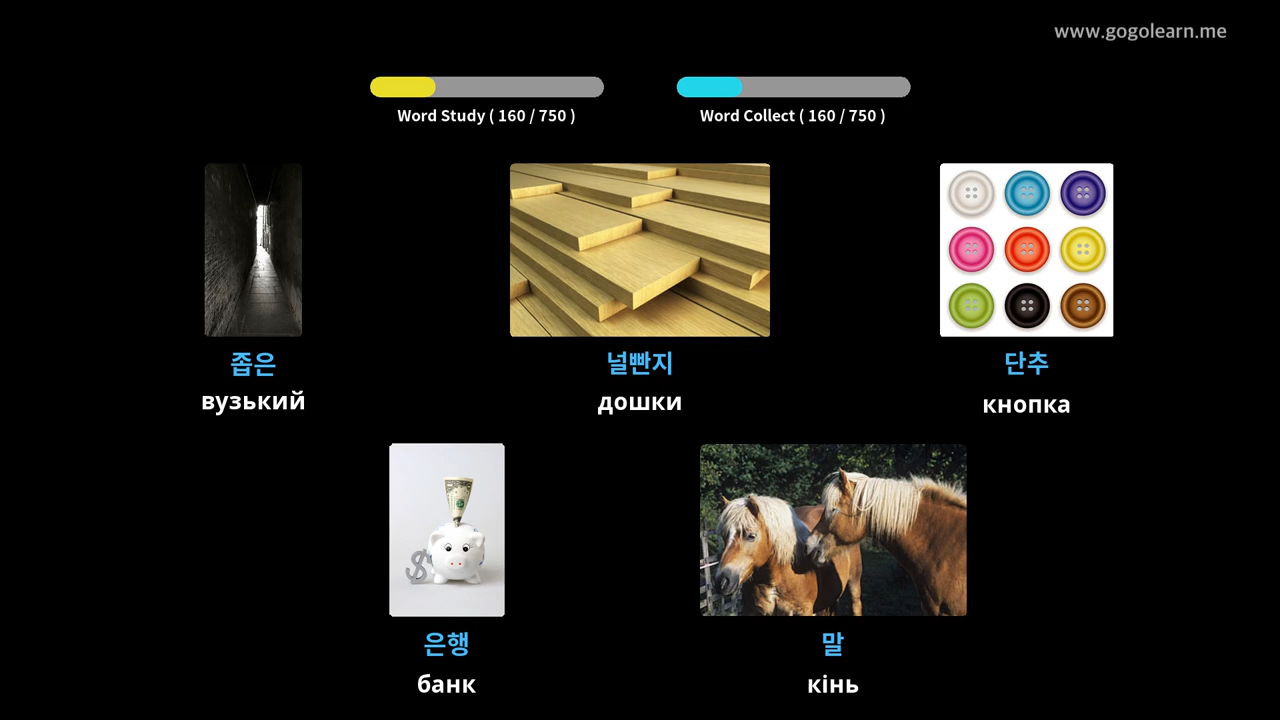 www.gogolearn.me
Word Study ( 160 / 750 )
Word Collect ( 160 / 750 )
좁은
вузький
널빤지
дошки
단추
кнопка
은행
банк
말
кінь